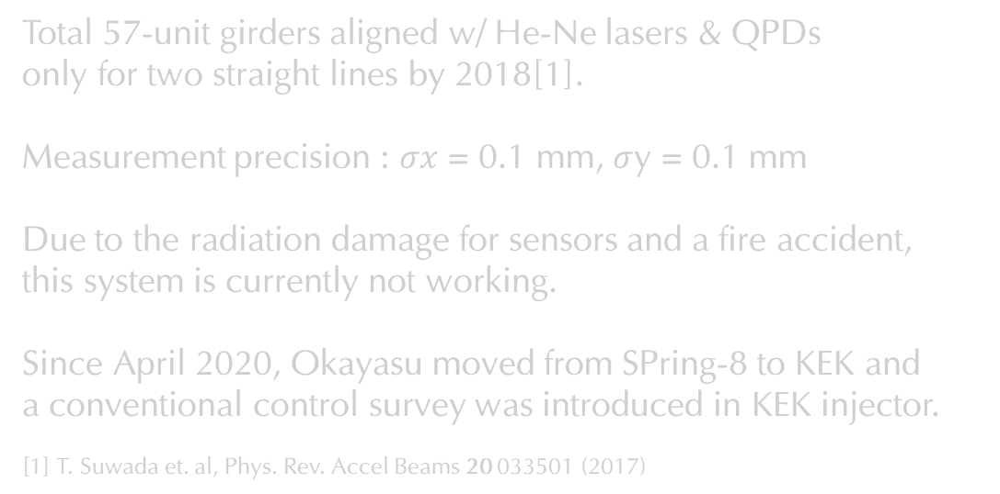 Total 57-unit girders aligned w/ He-Ne lasers & QPDs
only for two straight lines by 2018[1].
Measurement precision : σx = 0.1 mm, σy = 0.1 mm
Due to the radiation damage for sensors and a fire accident,
this system is currently not working.
Since April 2020, Okayasu moved from SPring-8 to KEK and
a conventional control survey was introduced in KEK injector.
[1] T. Suwada et. al, Phys. Rev. Accel Beams 20 033501 (2017)